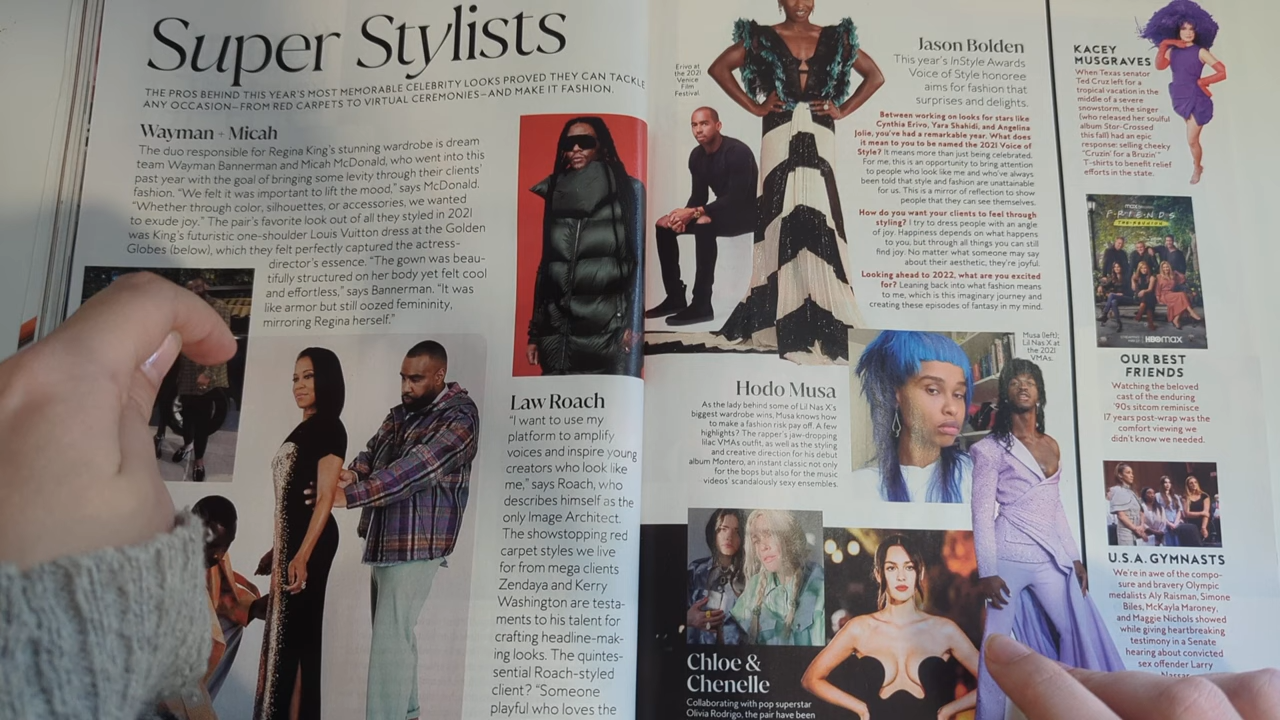 Super Stylists
THE PROS BEHIND THIS YEAR'S MOST MEMORABLE CELEBRITY LOOKS PROVED THEY CAN TACKLE
ANY OCCASION—FROM RED CARPETS TO VIRTUAL CEREMONIES—AND MAKE IT FASHION.
Wayman + Micah
The duo responsible for Regina King's stunning wardrobe is dream
team Wayman Bannerman and Micah McDonald, who went into this
past year with the goal of bringing some levity through their clients'
fashion. "We felt it was important to lift the mood," says McDonald.
"Whether through color, silhouettes, or accessories, we wanted
to exude joy." The pair's favorite look out of all they styled in 2021
was King's futuristic one-shoulder Louis Vuitton dress at the Golden
Globes (below), which they felt perfectly captured the actress-
director's essence. "The gown was beau-
tifully structured on her body yet felt cool
and effortless," says Bannerman. "It was
like armor but still oozed femininity,
mirroring Regina herself."
Law Roach
"I want to use my
platform to amplify
voices and inspire young
creators who look like
me," says Roach, who
describes himself as the
only Image Architect.
The showstopping red
carpet styles we live
for from mega clients
Zendaya and Kerry
Washington are testa-
ments to his talent for
crafting headline-mak-
ing looks. The quintes-
sential Roach-styled
client? "Someone
playful who loves the
Erivo at
the 2021
Venice
Film
Festival.
Jason Bolden
This year's InStyle Awards
Voice of Style honoree
aims for fashion that
surprises and delights.
Between working on looks for stars like
Cynthia Erivo, Yara Shahidi, and Angelina
Jolie, you've had a remarkable year. What does
it mean to you to be named the 2021 Voice of
Style? It means more than just being celebrated.
For me, this is an opportunity to bring attention
to people who look like me and who've always
been told that style and fashion are unattainable
for us. This is a mirror of reflection to show
people that they can see themselves.
How do you want your clients to feel through
styling? I try to dress people with an angle
of joy. Happiness depends on what happens
to you, but through all things you can still
find joy. No matter what someone may say
about their aesthetic, they're joyful.
Looking ahead to 2022, what are you excited
for? Leaning back into what fashion means
to me, which is this imaginary journey and
creating these episodes of fantasy in my mind.
Musa (left);
Lil Nas X at
the 2021
VMAs.
Hodo Musa
As the lady behind some of Lil Nas X's
biggest wardrobe wins, Musa knows how
to make a fashion risk pay off. A few
highlights? The rapper's jaw-dropping
lilac VMAs outfit, as well as the styling
and creative direction for his debut
album Montero, an instant classic not only
for the bops but also for the music
videos' scandalously sexy ensembles.
Chloe &
Chenelle
Collaborating with pop superstar
Olivia Rodrigo, the pair have been
KACEY
MUSGRAVES
When Texas senator
Ted Cruz left for a
tropical vacation in the
middle of a severe
snowstorm, the singer
(who released her soulful
album Star-Crossed
this fall) had an epic
response: selling cheeky
"Cruzin' for a Bruzin'"
T-shirts to benefit relief
efforts in the state.
FRIENDS
THE REUNION
HBOmax
OUR BEST
FRIENDS
Watching the beloved
cast of the enduring
'90s sitcom reminisce
17 years post-wrap was the
comfort viewing we
didn't know we needed.
U.S.A. GYMNASTS
We're in awe of the compo-
sure and bravery Olympic
medalists Aly Raisman, Simone
Biles, McKayla Maroney,
and Maggie Nichols showed
while giving heartbreaking
testimony in a Senate
hearing about convicted
sex offender Larry
Nassar